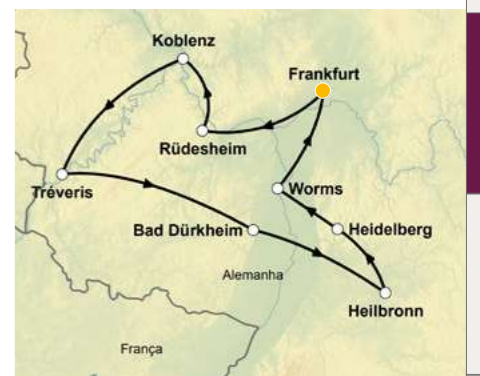 Koblenz
Frankfurt
Rüdesheim
Tréveris
Worms
Bad Dürkheim
Heidelberg
Alemanha
Heilbronn
França